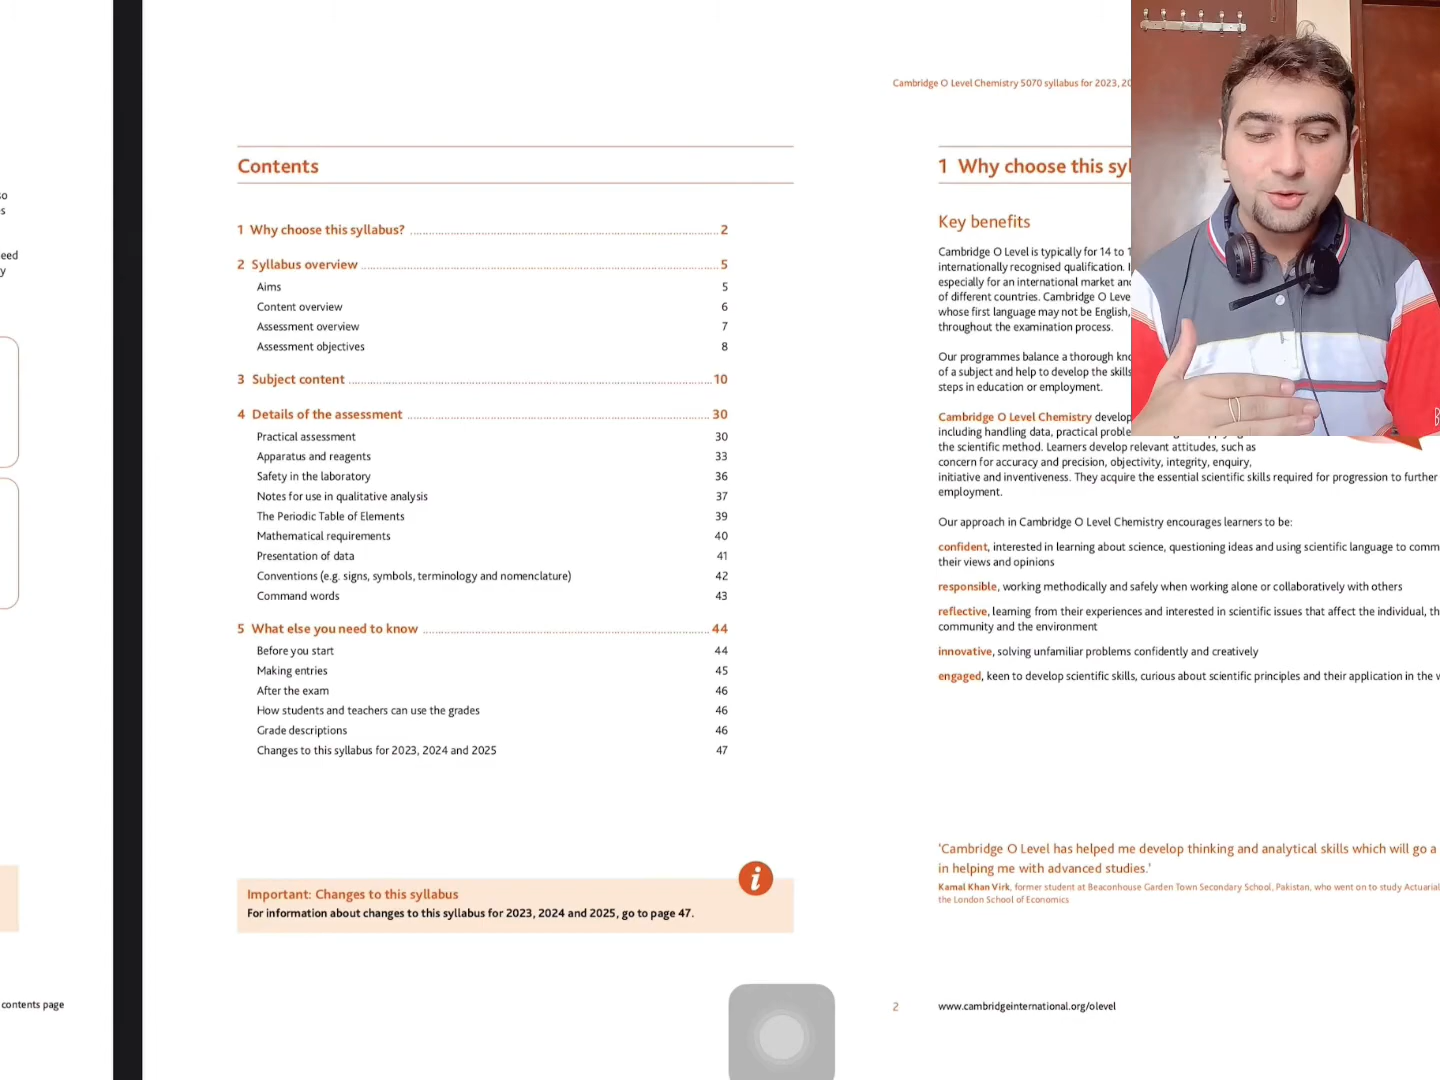 so
s
eed
y
contents page
Contents
1 Why choose this syllabus? 2
2 Syllabus overview 5
Aims 5
Content overview 6
Assessment overview 7
Assessment objectives 8
3 Subject content 10
4 Details of the assessment 30
Practical assessment 30
Apparatus and reagents 33
Safety in the laboratory 36
Notes for use in qualitative analysis 37
The Periodic Table of Elements 39
Mathematical requirements 40
Presentation of data 41
Conventions (e.g. signs, symbols, terminology and nomenclature) 42
Command words 43
5 What else you need to know 44
Before you start 44
Making entries 45
After the exam 46
How students and teachers can use the grades 46
Grade descriptions 46
Changes to this syllabus for 2023, 2024 and 2025 47
i
Important: Changes to this syllabus
For information about changes to this syllabus for 2023, 2024 and 2025, go to page 47.
Cambridge O Level Chemistry 5070 syllabus for 2023, 20
1 Why choose this syl
Key benefits
Cambridge O Level is typically for 14 to 1
internationally recognised qualification. I
especially for an international market and
of different countries. Cambridge O Leve
whose first language may not be English,
throughout the examination process.
Our programmes balance a thorough kno
of a subject and help to develop the skills
steps in education or employment.
Cambridge O Level Chemistry develop
including handling data, practical proble
the scientific method. Learners develop relevant attitudes, such as
concern for accuracy and precision, objectivity, integrity, enquiry,
initiative and inventiveness. They acquire the essential scientific skills required for progression to further
employment.
Our approach in Cambridge O Level Chemistry encourages learners to be:
confident, interested in learning about science, questioning ideas and using scientific language to comm
their views and opinions
responsible, working methodically and safely when working alone or collaboratively with others
reflective, learning from their experiences and interested in scientific issues that affect the individual, th
community and the environment
innovative, solving unfamiliar problems confidently and creatively
engaged, keen to develop scientific skills, curious about scientific principles and their application in the w
'Cambridge O Level has helped me develop thinking and analytical skills which will go a
in helping me with advanced studies.'
Kamal Khan Virk, former student at Beaconhouse Garden Town Secondary School, Pakistan, who went on to study Actuarial
the London School of Economics
2 www.cambridgeinternational.org/olevel